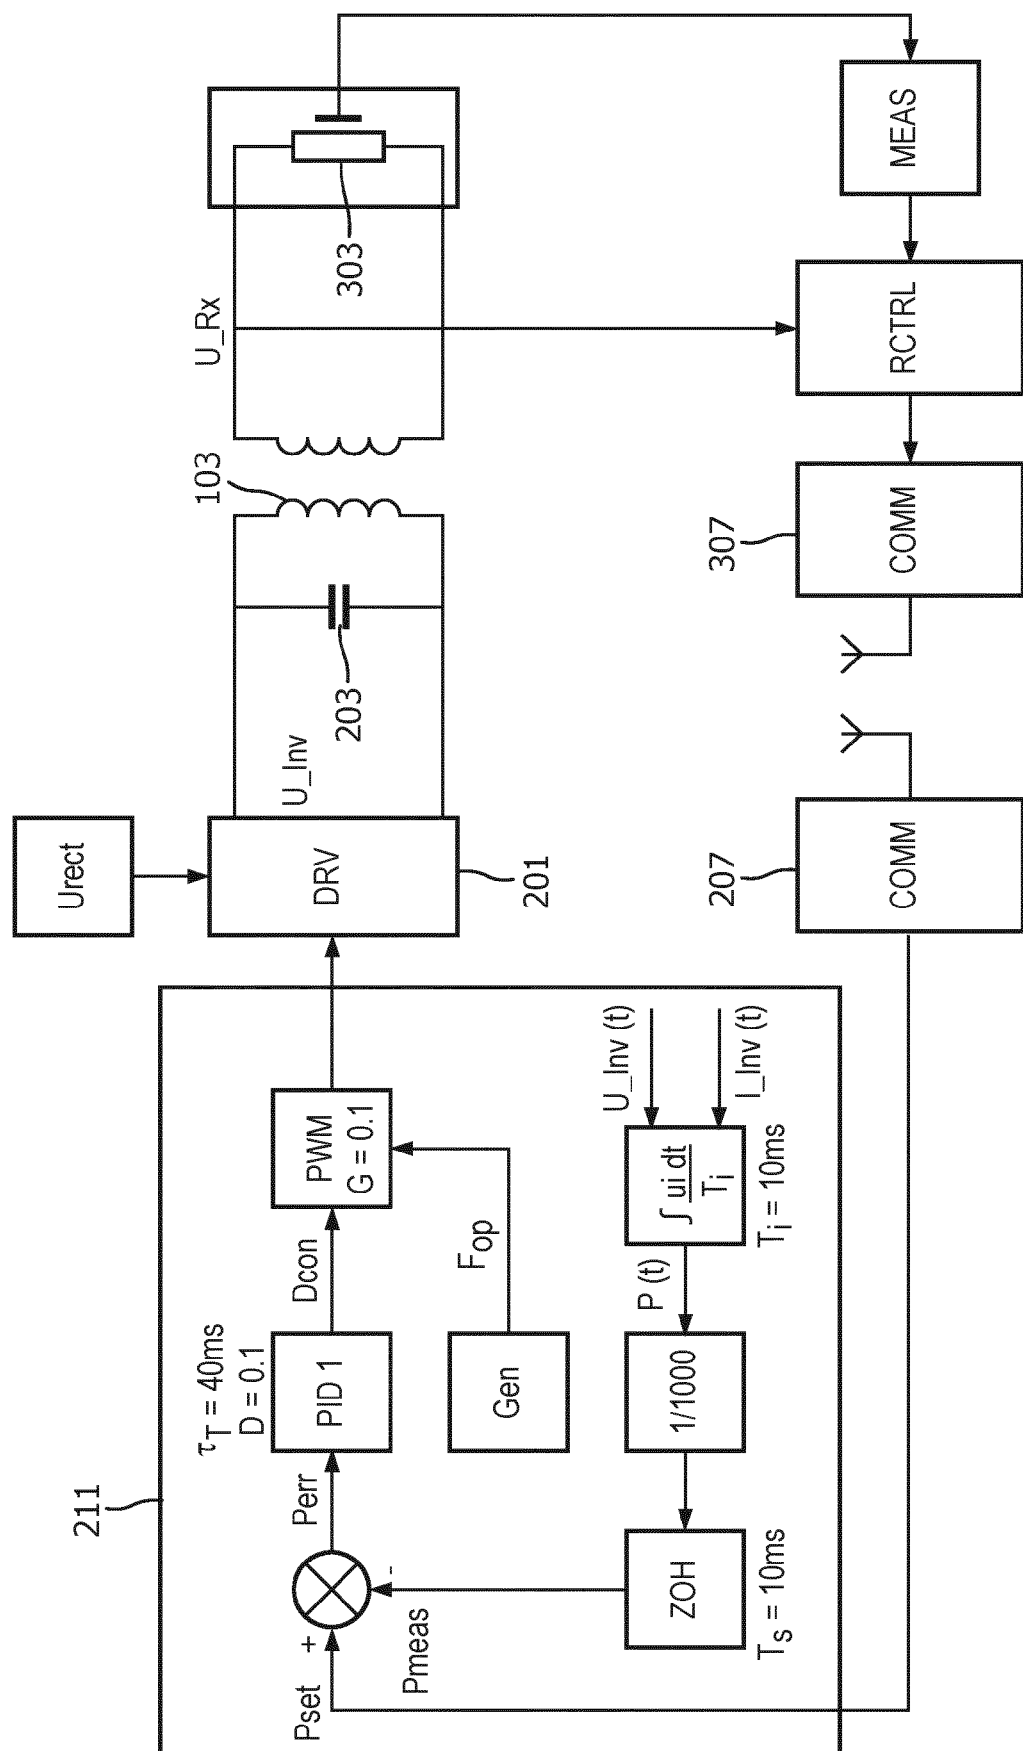 211
Pset
+
Pmeas
-
Perr
τT = 40ms
D = 0.1
PID 1
Dcon
PWM
G = 0.1
Gen
Fop
ZOH
Ts = 10ms
1/1000
P (t)
∫ ui dt
Ti
Ti = 10ms
U_Inv (t)
I_Inv (t)
Urect
DRV
201
U_Inv
203
103
U_Rx
303
207
COMM
307
COMM
RCTRL
MEAS